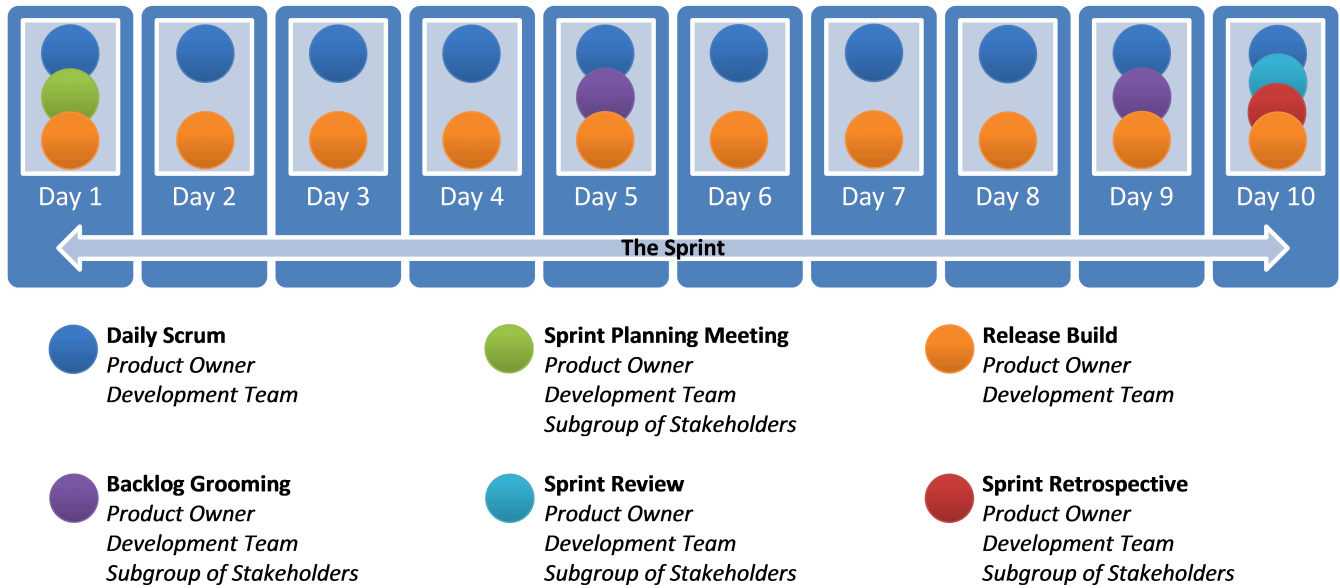 Day 1
Day 2
Day 3
Day 4
Day 5
Day 6
Day 7
Day 8
Day 9
Day 10
The Sprint
Daily Scrum
Product Owner
Development Team
Sprint Planning Meeting
Product Owner
Development Team
Subgroup of Stakeholders
Release Build
Product Owner
Development Team
Backlog Grooming
Product Owner
Development Team
Subgroup of Stakeholders
Sprint Review
Product Owner
Development Team
Subgroup of Stakeholders
Sprint Retrospective
Product Owner
Development Team
Subgroup of Stakeholders